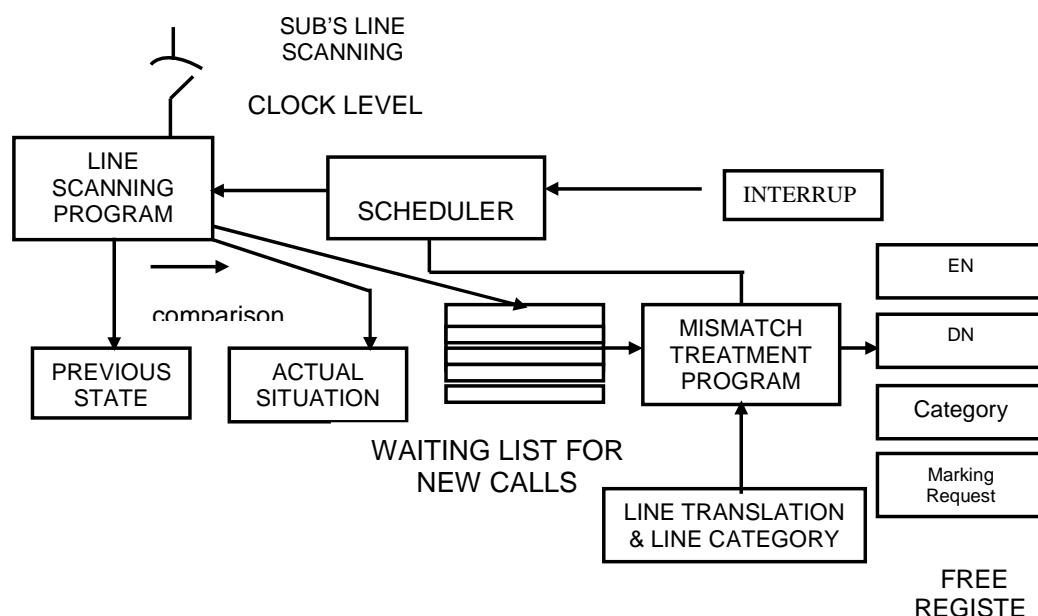 SUB'S LINE
SCANNING
CLOCK LEVEL
LINE
SCANNING
PROGRAM
SCHEDULER
INTERRUP
EN
comparison
MISMATCH
TREATMENT
PROGRAM
DN
PREVIOUS
STATE
ACTUAL
SITUATION
Category
WAITING LIST FOR
NEW CALLS
Marking
Request
LINE TRANSLATION
& LINE CATEGORY
FREE
REGISTE